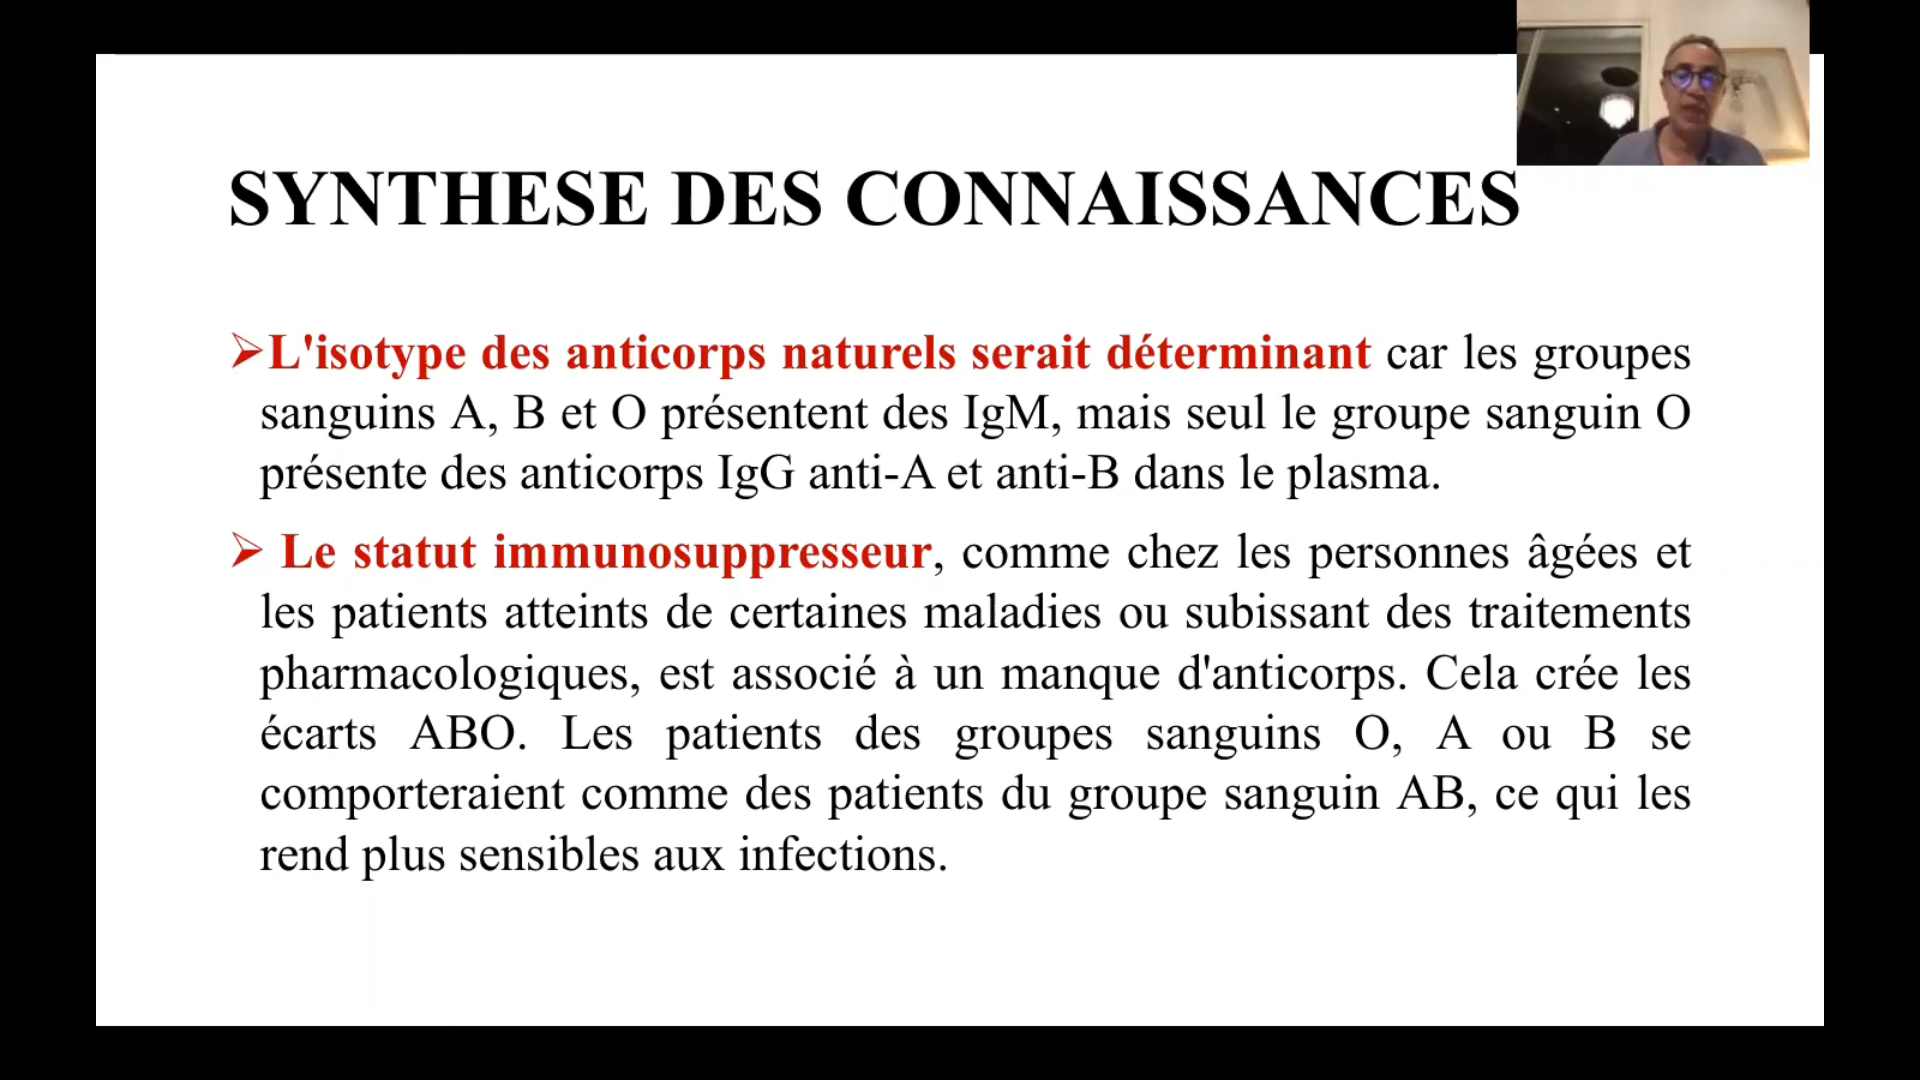 SYNTHESE DES CONNAISSANCES
➢L'isotype des anticorps naturels serait déterminant car les groupes
sanguins A, B et O présentent des IgM, mais seul le groupe sanguin O
présente des anticorps IgG anti-A et anti-B dans le plasma.
➢ Le statut immunosuppresseur, comme chez les personnes âgées et
les patients atteints de certaines maladies ou subissant des traitements
pharmacologiques, est associé à un manque d'anticorps. Cela crée les
écarts ABO. Les patients des groupes sanguins O, A ou B se
comporteraient comme des patients du groupe sanguin AB, ce qui les
rend plus sensibles aux infections.